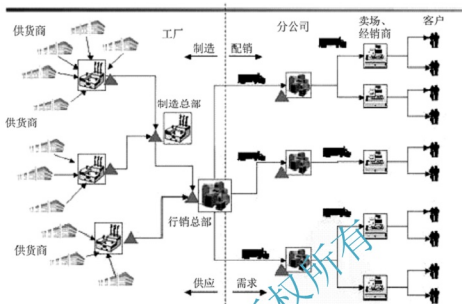 供货商
工厂
制造
配销
分公司
卖场、
经销商
客户
制造总部
供货商
行销总部
供货商
供应
需求
权所有